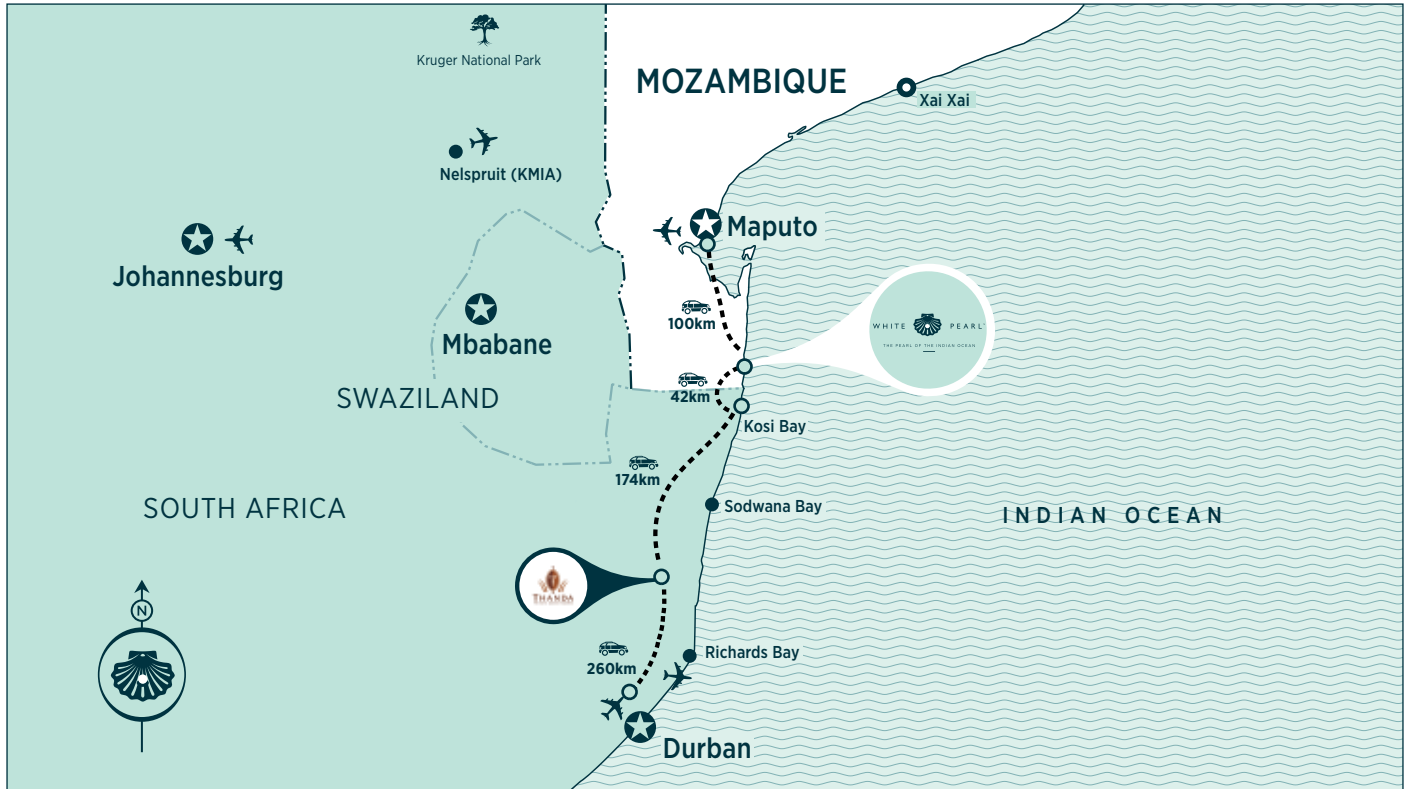 Kruger National Park
MOZAMBIQUE
Xai Xai
Nelspruit (KMIA)
Maputo
Johannesburg
100km
WHITE PEARL
THE PEARL OF THE INDIAN OCEAN
Mbabane
42km
SWAZILAND
Kosi Bay
174km
SOUTH AFRICA
Sodwana Bay
INDIAN OCEAN
THANDA
N
Richards Bay
260km
Durban